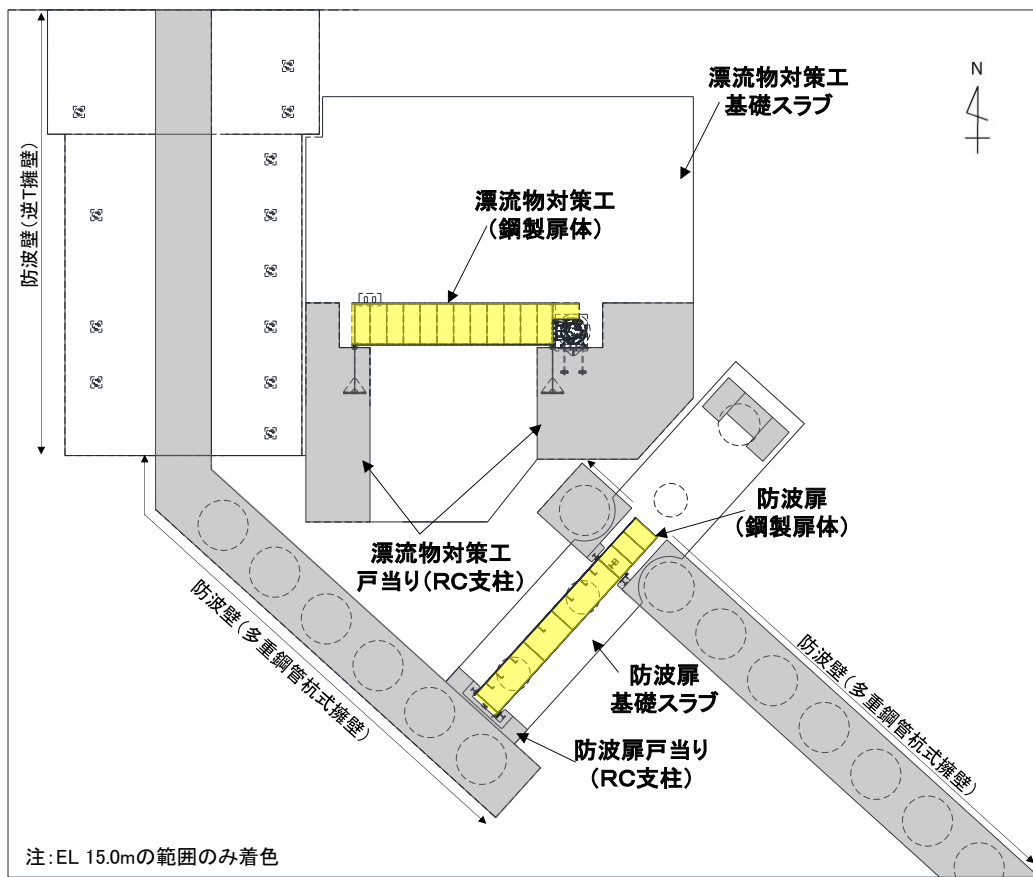 漂流物対策工
基礎スラブ
N
漂流物対策工
(鋼製扉体)
防波壁(逆T擁壁)
防波扉
(鋼製扉体)
漂流物対策工
戸当り(RC支柱)
防波壁(多重鋼管杭式擁壁)
防波壁(多重鋼管杭式擁壁)
防波扉
基礎スラブ
防波扉戸当り
(RC支柱)
注:EL 15.0mの範囲のみ着色